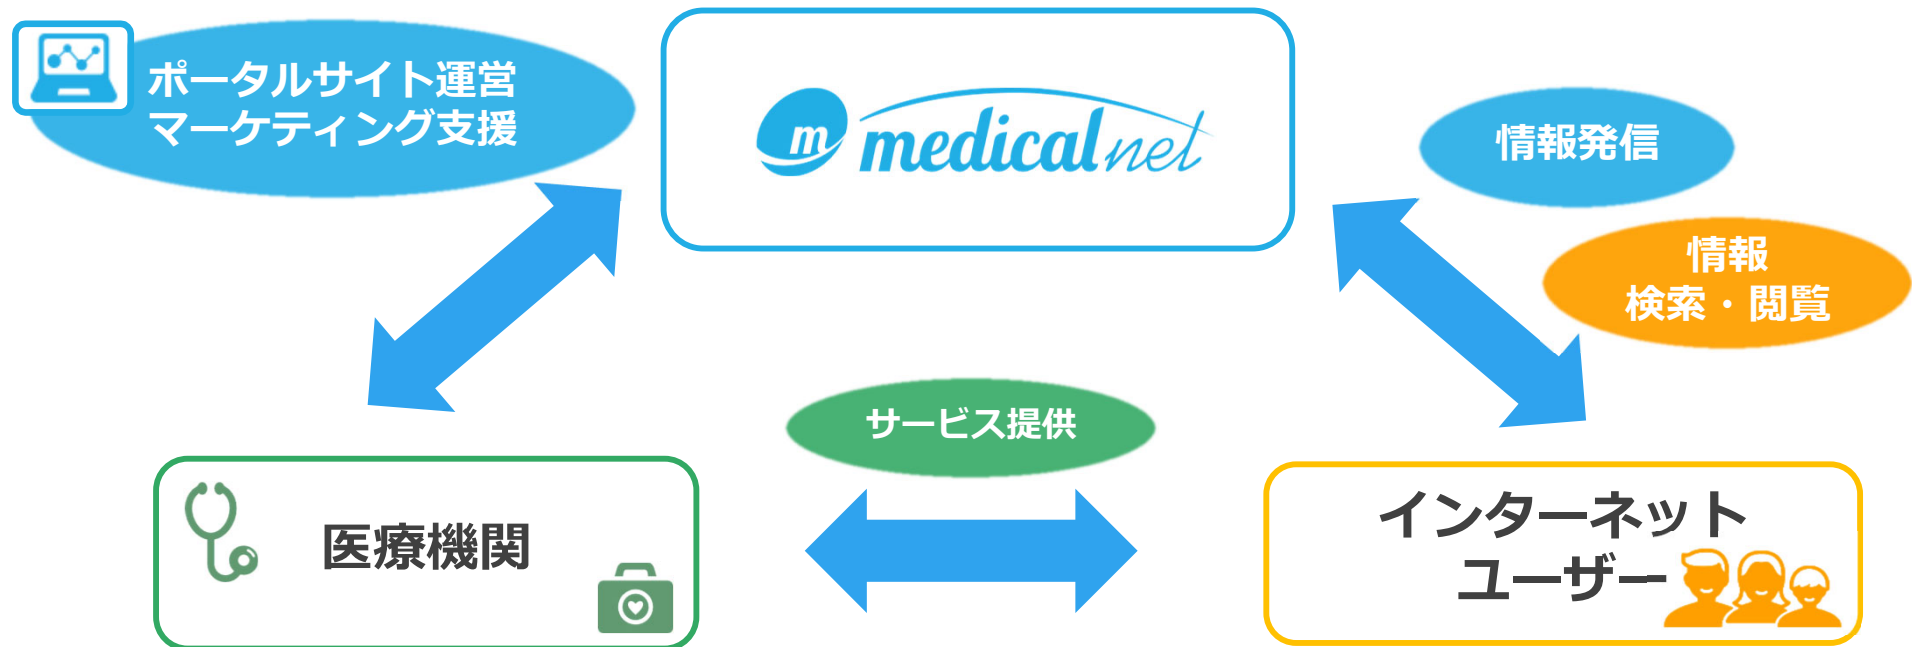 ポータルサイト運営
マーケティング支援
m medicalnet
情報発信
情報
検索・閲覧
サービス提供
医療機関
インターネット
ユーザー